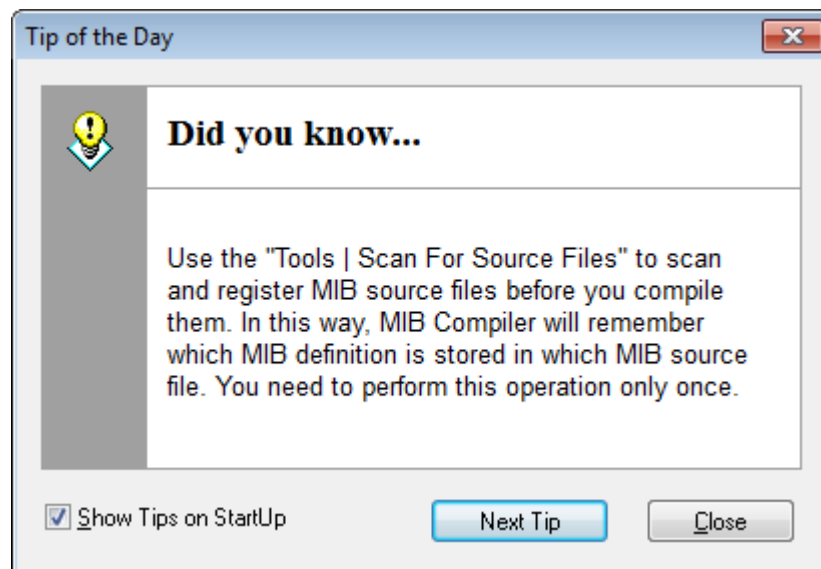 Tip of the Day
Did you know...
Use the "Tools | Scan For Source Files" to scan
and register MIB source files before you compile
them. In this way, MIB Compiler will remember
which MIB definition is stored in which MIB source
file. You need to perform this operation only once.
Show Tips on StartUp
Next Tip
Close